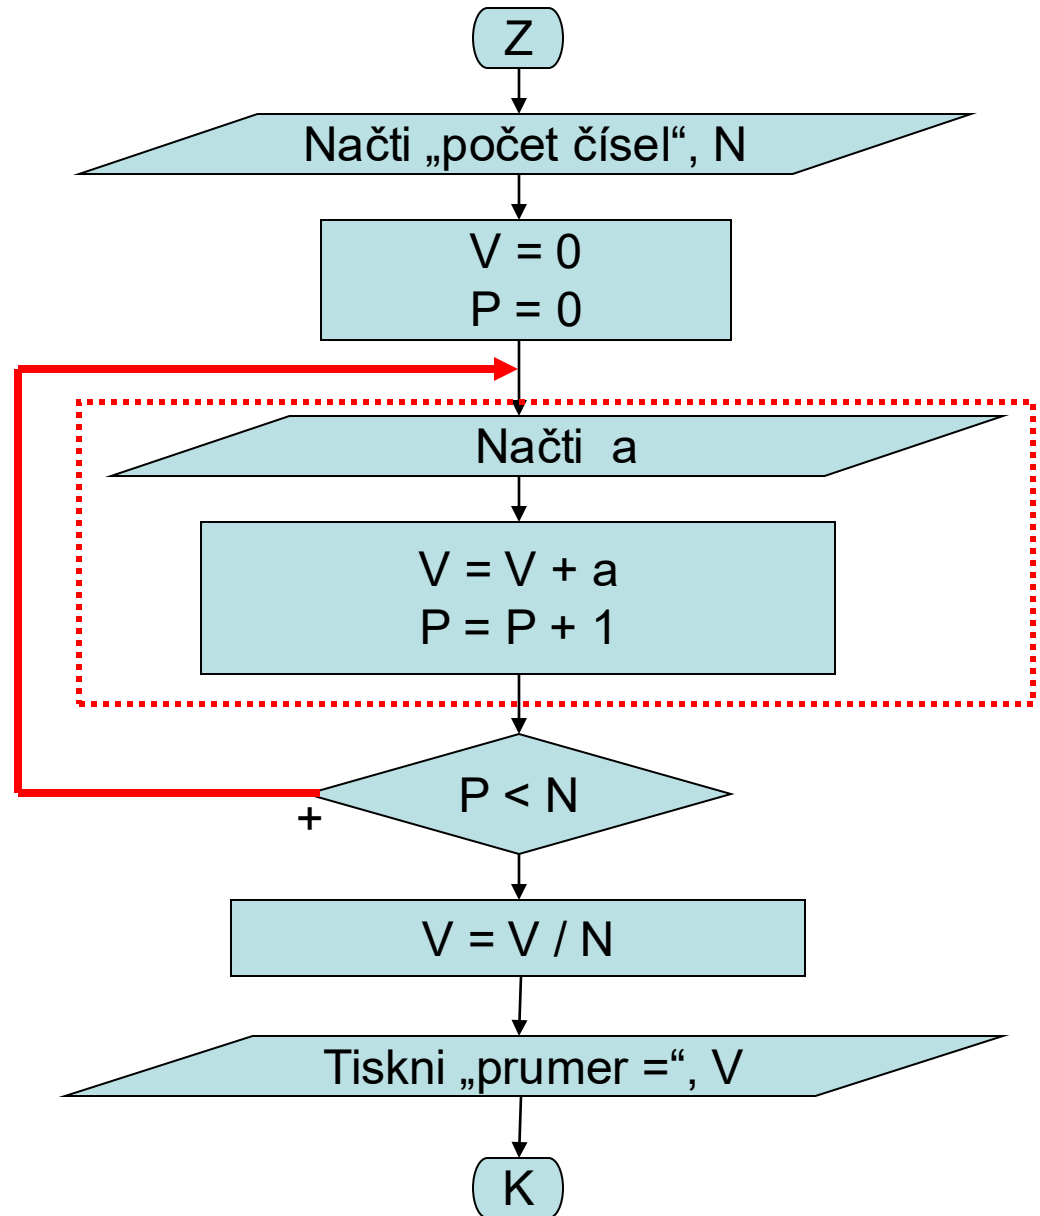 Z
Načti „počet čísel“, N
V = 0
P = 0
Načti a
V = V + a
P = P + 1
P < N
+
V = V / N
Tiskni „prumer =“, V
K